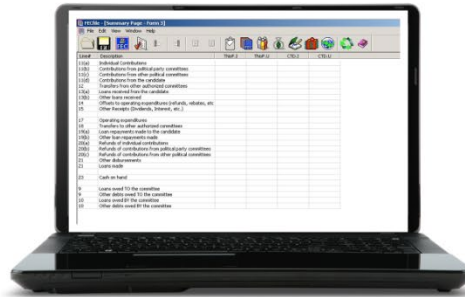 FECfile - [Summary Page - Form 3]
File Edit View Window Help
FEC
Line# Description
11(a) Individual Contributions
11(b) Contributions from political party committees
11(c) Contributions from other political committees
11(d) Contributions from the candidate
12 Transfers from other authorized committees
13(a) Loans received from the candidate
13(b) Other loans received
14 Offsets to operating expenditures (refunds, rebates, etc
15 Other Receipts (Dividends, Interest, etc.)
17 Operating expenditures
18 Transfers to other authorized committees
19(a) Loan repayments made to the candidate
19(b) Other loan repayments made
20(a) Refunds of individual contributions
20(b) Refunds of contributions from political party committees
20(c) Refunds of contributions from other political committees
21 Other disbursements
21 Loans made
23 Cash on hand
9 Loans owed TO the committee
9 Other debts owed TO the committee
10 Loans owed BY the committee
10 Other debts owed BY the committee